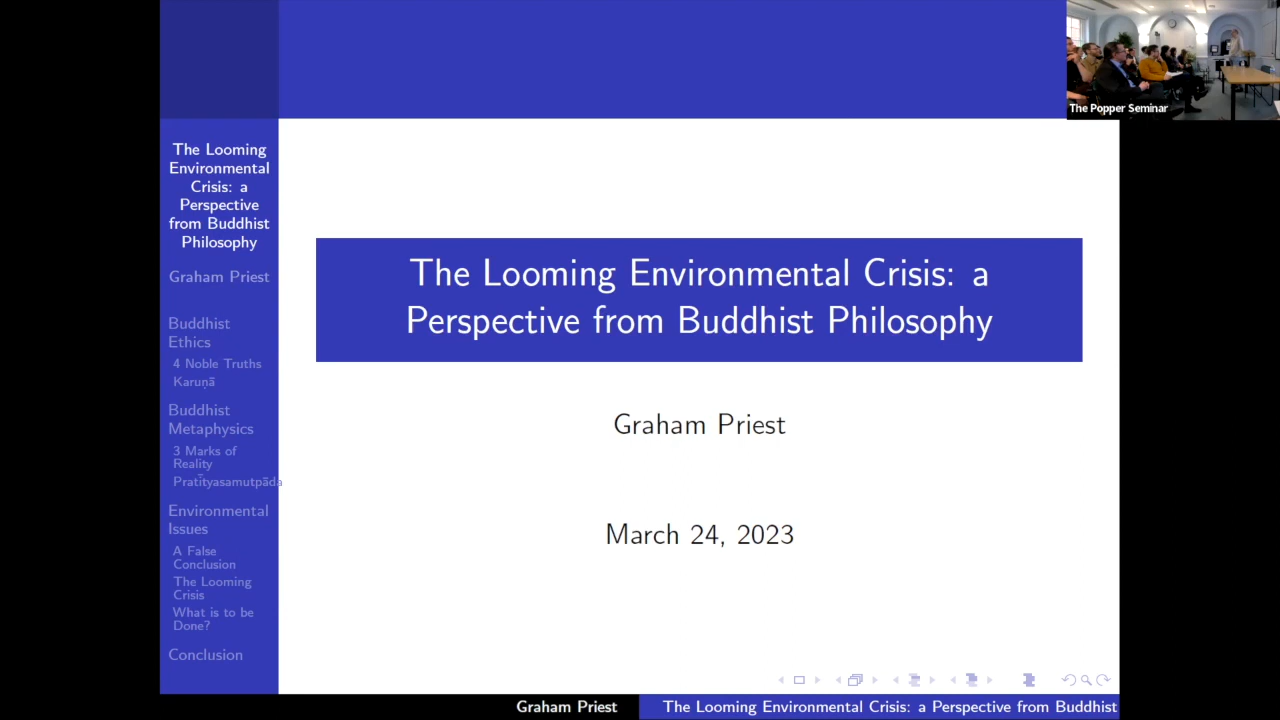 The Popper Seminar
The Looming
Environmental
Crisis: a
Perspective
from Buddhist
Philosophy
Graham Priest
Buddhist
Ethics
4 Noble Truths
Karuṇā
Buddhist
Metaphysics
3 Marks of
Reality
Pratītyasamutpāda
Environmental
Issues
A False
Conclusion
The Looming
Crisis
What is to be
Done?
Conclusion
The Looming Environmental Crisis: a
Perspective from Buddhist Philosophy
Graham Priest
March 24, 2023
Graham Priest
The Looming Environmental Crisis: a Perspective from Buddhist